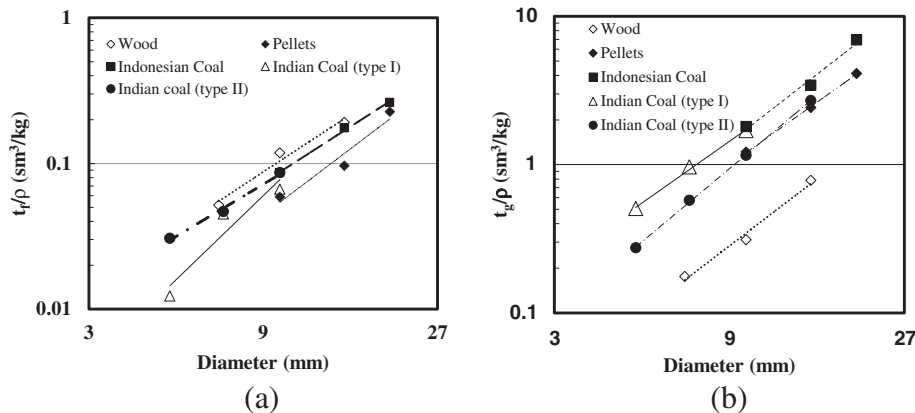 1
Wood Pellets
Indonesian Coal Indian Coal (type I)
Indian coal (type II)
0.1
0.01
3 9 27
t_f/ρ (sm³/kg)
Diameter (mm)
(a)
10
Wood
Pellets
Indonesian Coal
Indian Coal (type I)
Indian Coal (type II)
1
0.1
3 9 27
t_g/ρ (sm³/kg)
Diameter (mm)
(b)